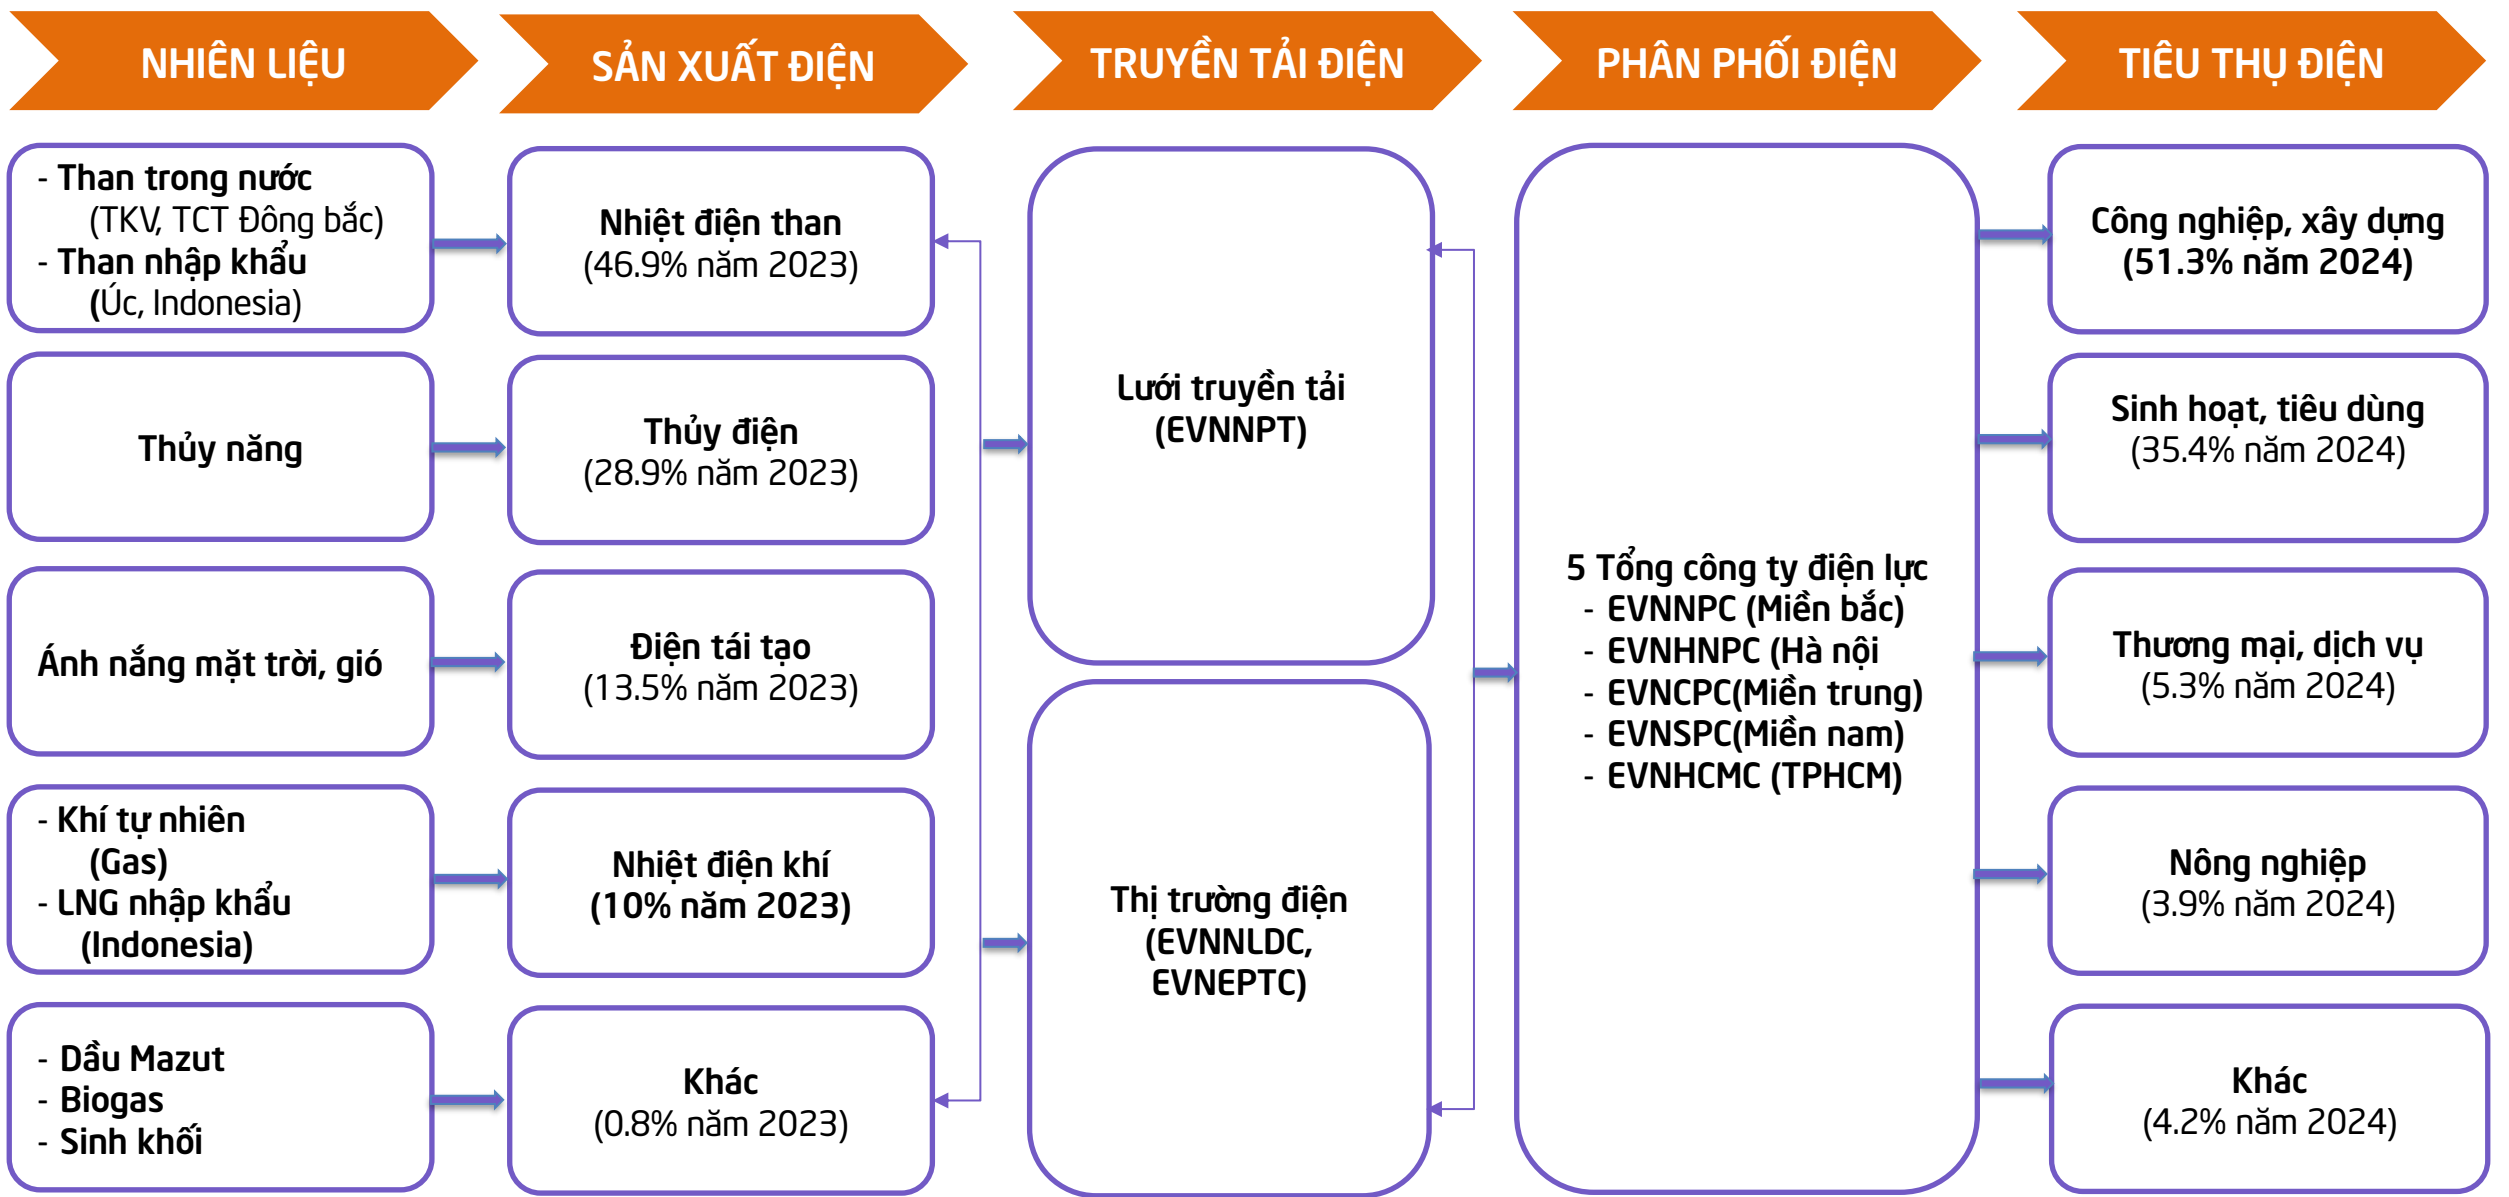 NHIÊN LIỆU
SẢN XUẤT ĐIỆN
TRUYỀN TẢI ĐIỆN
PHÂN PHỐI ĐIỆN
TIÊU THỤ ĐIỆN
- Than trong nước
(TKV, TCT Đông bắc)
- Than nhập khẩu
(Úc, Indonesia)
Thủy năng
Ánh nắng mặt trời, gió
- Khí tự nhiên
(Gas)
- LNG nhập khẩu
(Indonesia)
- Dầu Mazut
- Biogas
- Sinh khối
Nhiệt điện than
(46.9% năm 2023)
Thủy điện
(28.9% năm 2023)
Điện tái tạo
(13.5% năm 2023)
Nhiệt điện khí
(10% năm 2023)
Khác
(0.8% năm 2023)
Lưới truyền tải
(EVNNPT)
Thị trường điện
(EVNNLDC,
EVNEPTC)
5 Tổng công ty điện lực
- EVNNPC (Miền bắc)
- EVNHNPC (Hà nội
- EVNCPC(Miền trung)
- EVNSPC(Miền nam)
- EVNHCMC (TPHCM)
Công nghiệp, xây dựng
(51.3% năm 2024)
Sinh hoạt, tiêu dùng
(35.4% năm 2024)
Thương mại, dịch vụ
(5.3% năm 2024)
Nông nghiệp
(3.9% năm 2024)
Khác
(4.2% năm 2024)